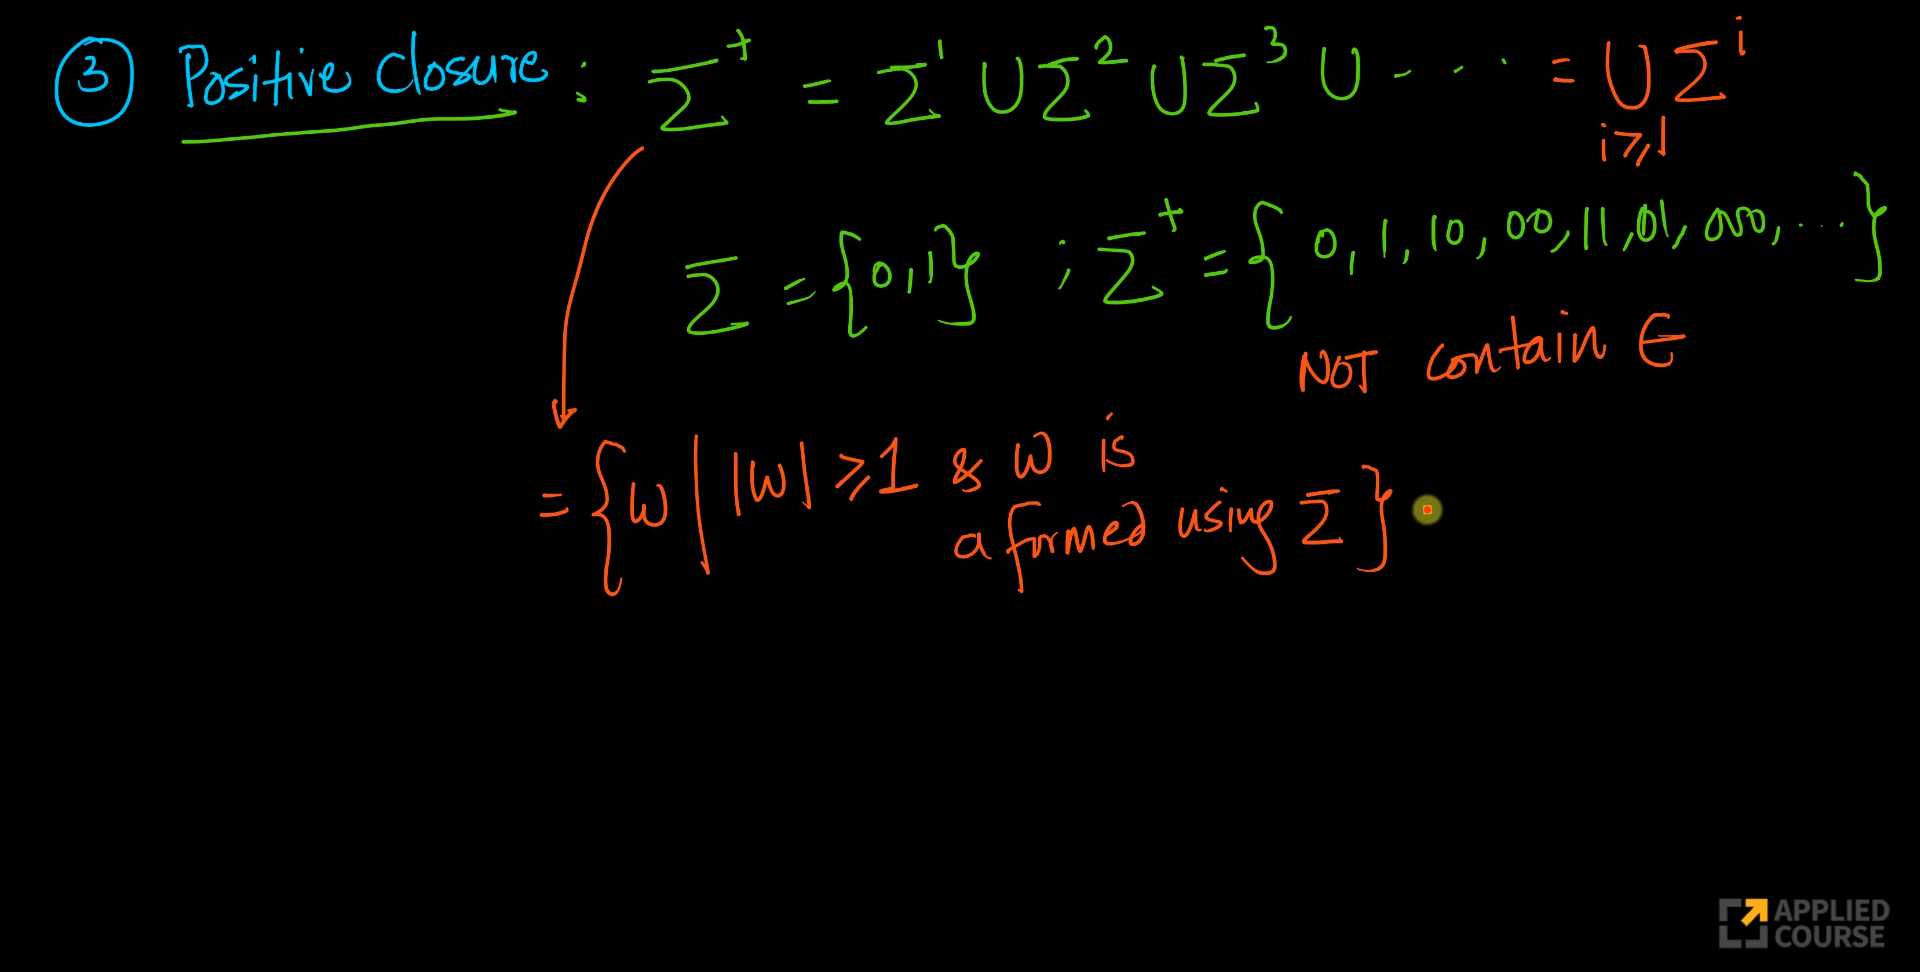 ③ Positive Closure : Σ⁺ = Σ¹ ∪ Σ² ∪ Σ³ ∪ ⋯ = ∪ Σⁱ
i⩾1
Σ = {0,1} ; Σ⁺ = { 0, 1, 10, 00, 11, 01, 000, ... }
NOT contain ∈
= { w | |w| ⩾ 1 & w is
a formed using Σ }
APPLIED
COURSE